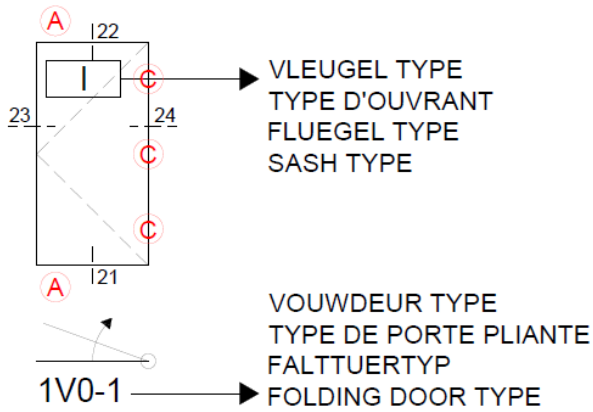 A
22
I
C
VLEUGEL TYPE
TYPE D'OUVRANT
FLUEGEL TYPE
SASH TYPE
23
24
C
C
21
A
VOUWDEUR TYPE
TYPE DE PORTE PLIANTE
FALTTUERTYP
FOLDING DOOR TYPE
1V0-1